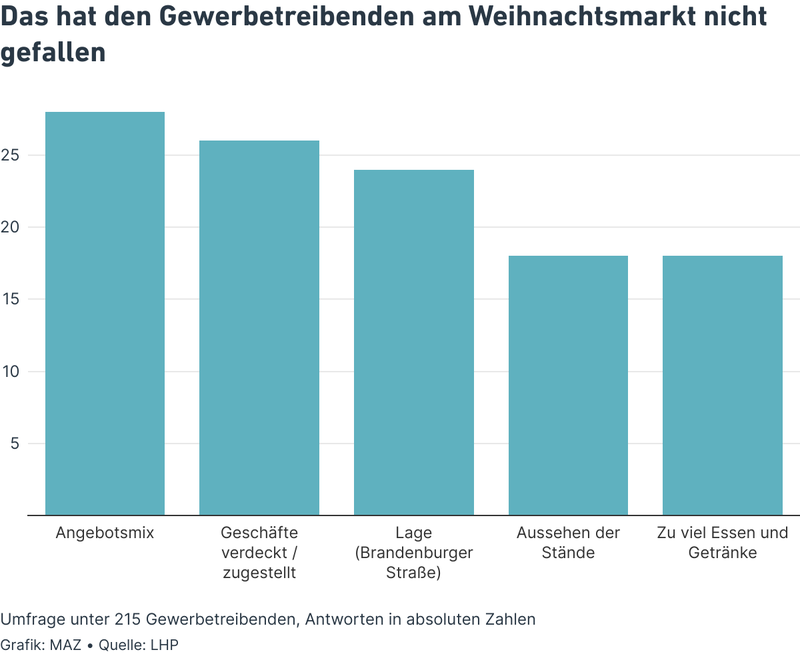 Das hat den Gewerbetreibenden am Weihnachtsmarkt nicht
gefallen
25
20
15
10
5
Angebotsmix
Geschäfte
verdeckt /
zugestellt
Lage
(Brandenburger
Straße)
Aussehen der
Stände
Zu viel Essen und
Getränke
Umfrage unter 215 Gewerbetreibenden, Antworten in absoluten Zahlen
Grafik: MAZ • Quelle: LHP